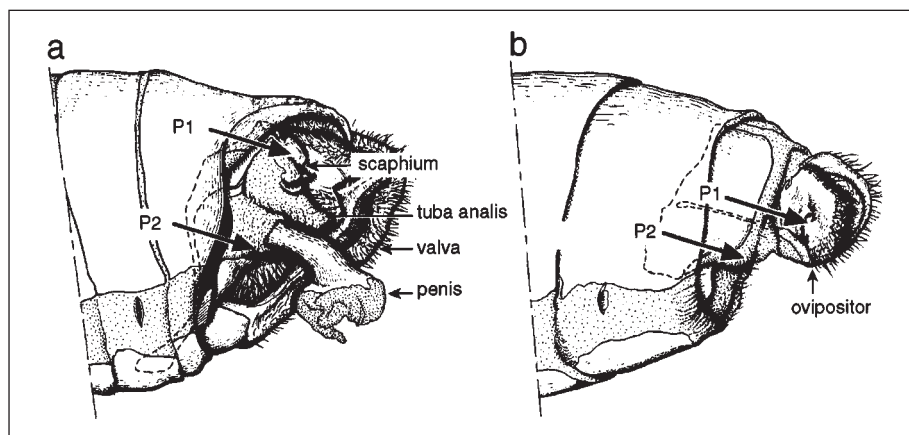 a
P1
scaphium
tuba analis
P2
valva
penis
b
P1
P2
ovipositor